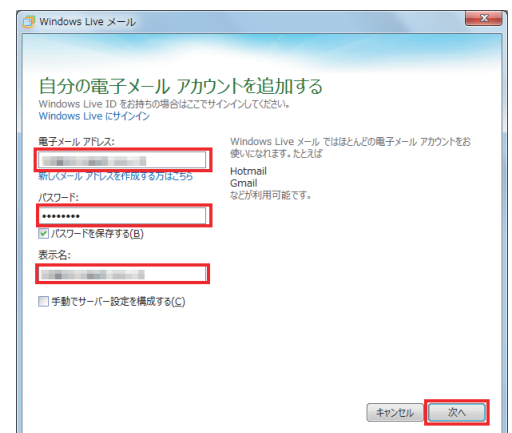 Windows Live メール
自分の電子メール アカウントを追加する
Windows Live ID をお持ちの場合はここでサインインしてください。
Windows Live にサインイン
電子メール アドレス:
新しくメール アドレスを作成する方はこちら
パスワード:
••••••••
パスワードを保存する(B)
表示名:
手動でサーバー設定を構成する(C)
Windows Live メール ではほとんどの電子メール アカウントをお
使いになれます。たとえば
Hotmail
Gmail
などが利用可能です。
キャンセル
次へ